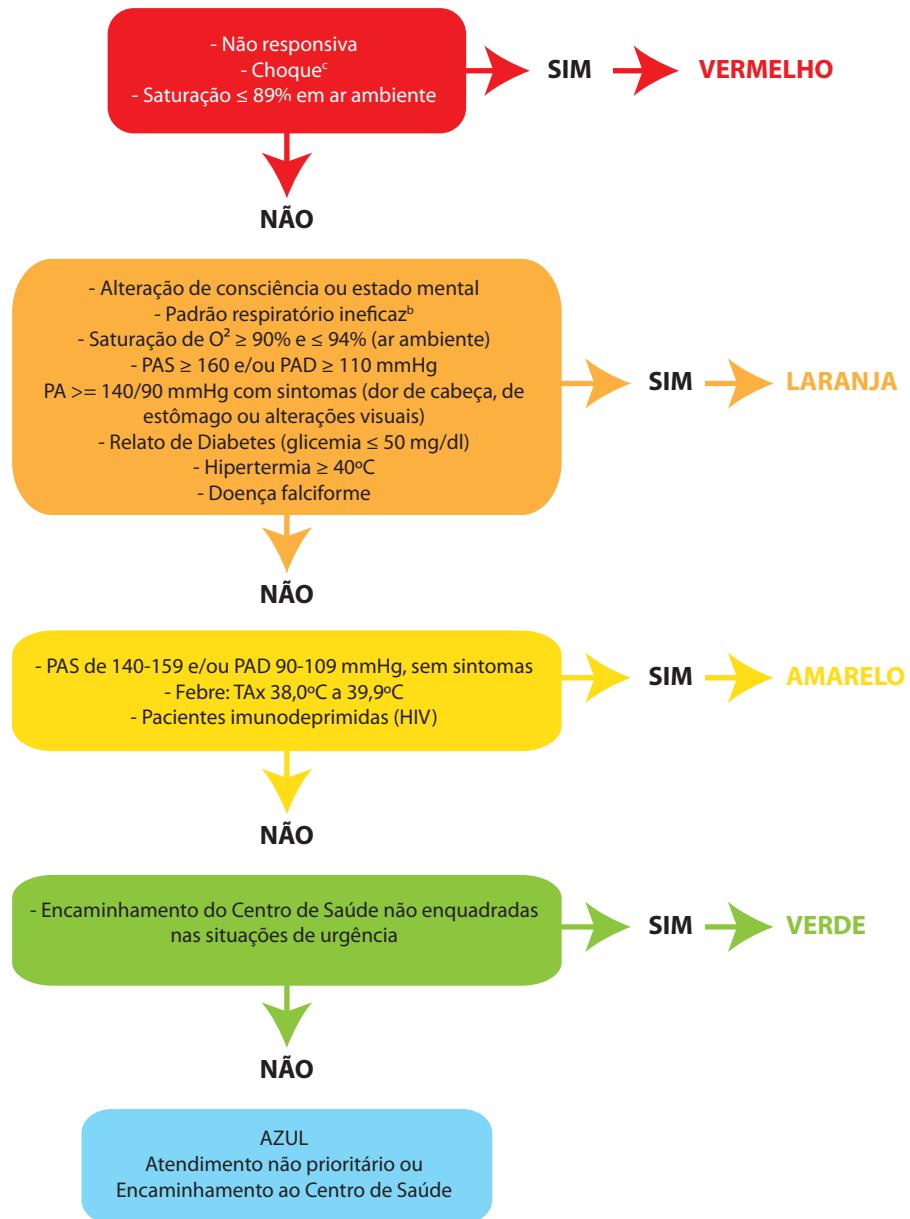 - Não responsiva
- Choqueᶜ
- Saturação ≤ 89% em ar ambiente
SIM
VERMELHO
NÃO
- Alteração de consciência ou estado mental
- Padrão respiratório ineficazᵇ
- Saturação de O² ≥ 90% e ≤ 94% (ar ambiente)
- PAS ≥ 160 e/ou PAD ≥ 110 mmHg
PA >= 140/90 mmHg com sintomas (dor de cabeça, de
estômago ou alterações visuais)
- Relato de Diabetes (glicemia ≤ 50 mg/dl)
- Hipertermia ≥ 40ºC
- Doença falciforme
SIM
LARANJA
NÃO
- PAS de 140-159 e/ou PAD 90-109 mmHg, sem sintomas
- Febre: TAx 38,0ºC a 39,9ºC
- Pacientes imunodeprimidas (HIV)
SIM
AMARELO
NÃO
- Encaminhamento do Centro de Saúde não enquadradas
nas situações de urgência
SIM
VERDE
NÃO
AZUL
Atendimento não prioritário ou
Encaminhamento ao Centro de Saúde